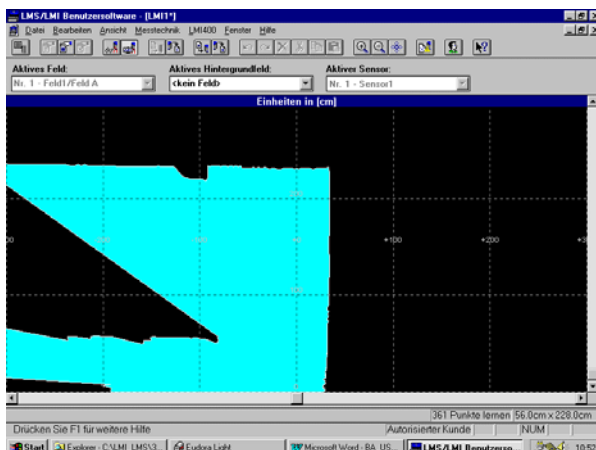 LMS/LMI Benutzersoftware - [LMI1*]
Datei Bearbeiten Ansicht Messtechnik LMI400 Fenster Hilfe
Aktives Feld: Aktives Hintergrundfeld: Aktiver Sensor:
Nr. 1 - Feld1/Feld A <kein Feld> Nr. 1 - Sensor1
Einheiten in [cm]
+100 +200
Drücken Sie F1 für weitere Hilfe
361 Punkte lernen 56.0cm x 228.0cm
Autorisierter Kunde NUM
Start Explorer - C:\LMI_LMS\3... Eudora Light Microsoft Word - BA_US... LMS/LMI Benutzerso... 10:52